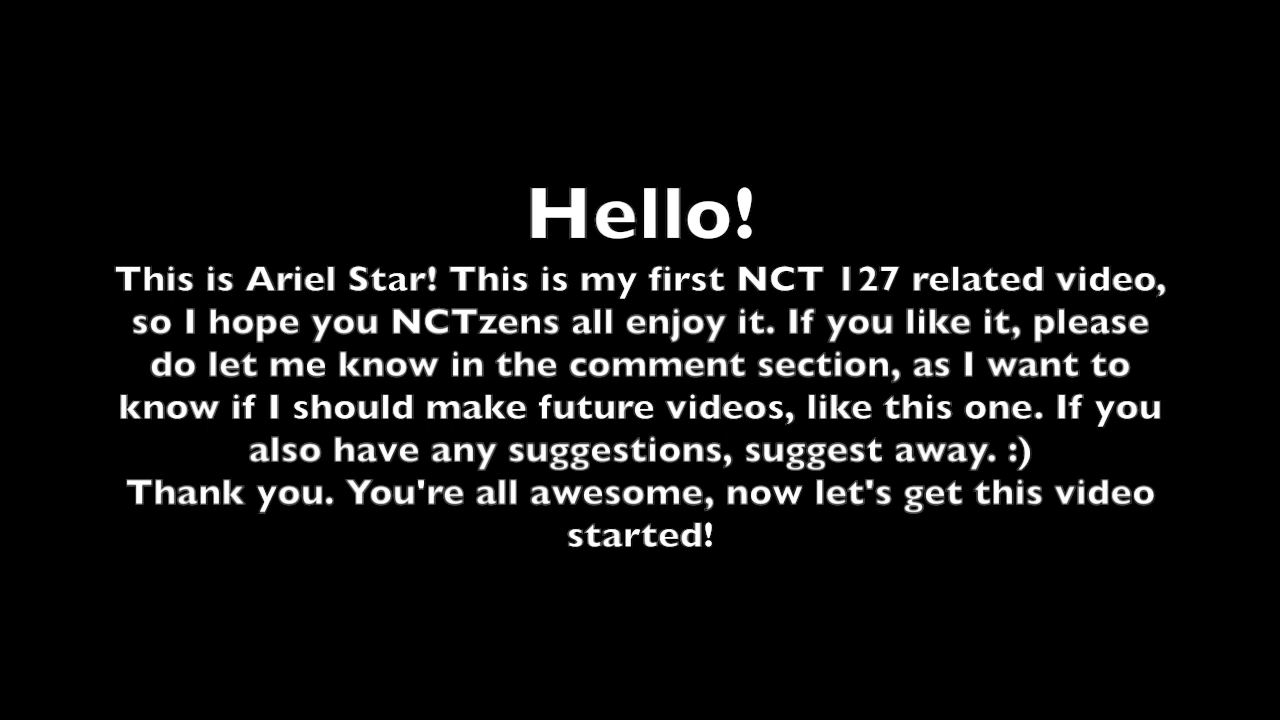 Hello!
This is Ariel Star! This is my first NCT 127 related video,
so I hope you NCTzens all enjoy it. If you like it, please
do let me know in the comment section, as I want to
know if I should make future videos, like this one. If you
also have any suggestions, suggest away. :)
Thank you. You're all awesome, now let's get this video
started!